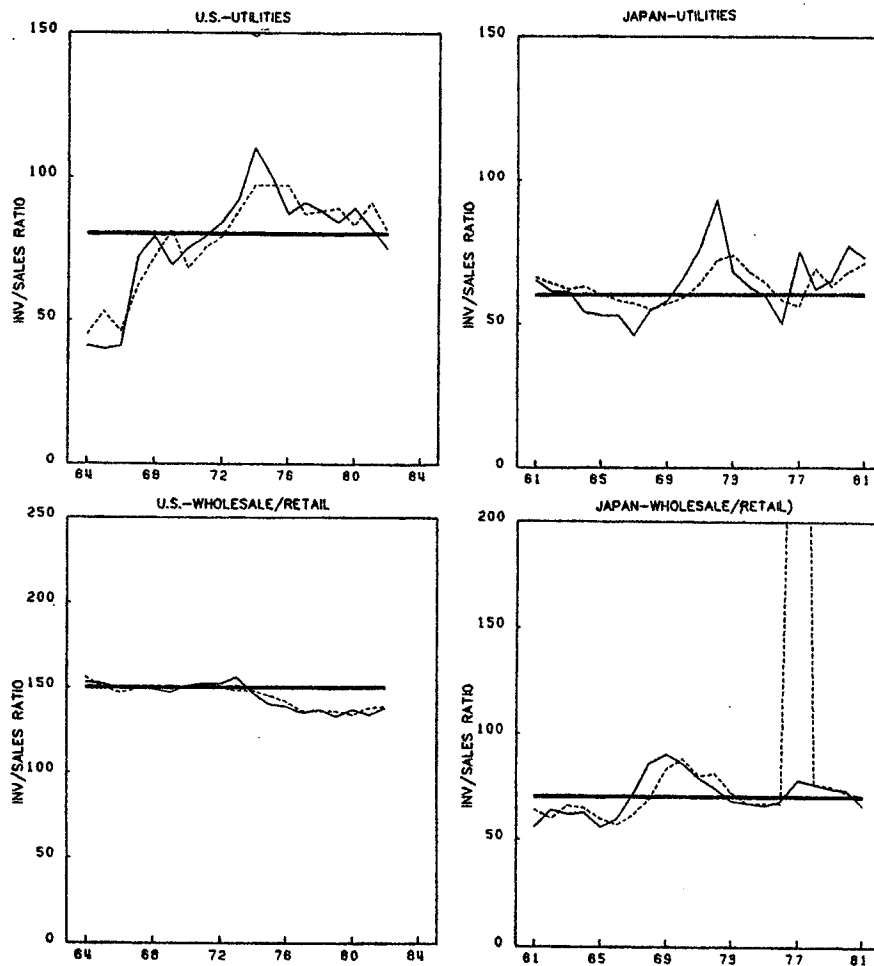 U.S.-UTILITIES
150
100
50
0
INV/SALES RATIO
64 68 72 76 80 84
JAPAN-UTILITIES
150
100
50
0
INV/SALES RATIO
61 65 69 73 77 81
U.S.-WHOLESALE/RETAIL
250
200
150
100
50
0
INV/SALES RATIO
64 68 72 76 80 84
JAPAN-WHOLESALE/RETAIL)
200
150
100
50
0
INV/SALES RATIO
61 65 69 73 77 81